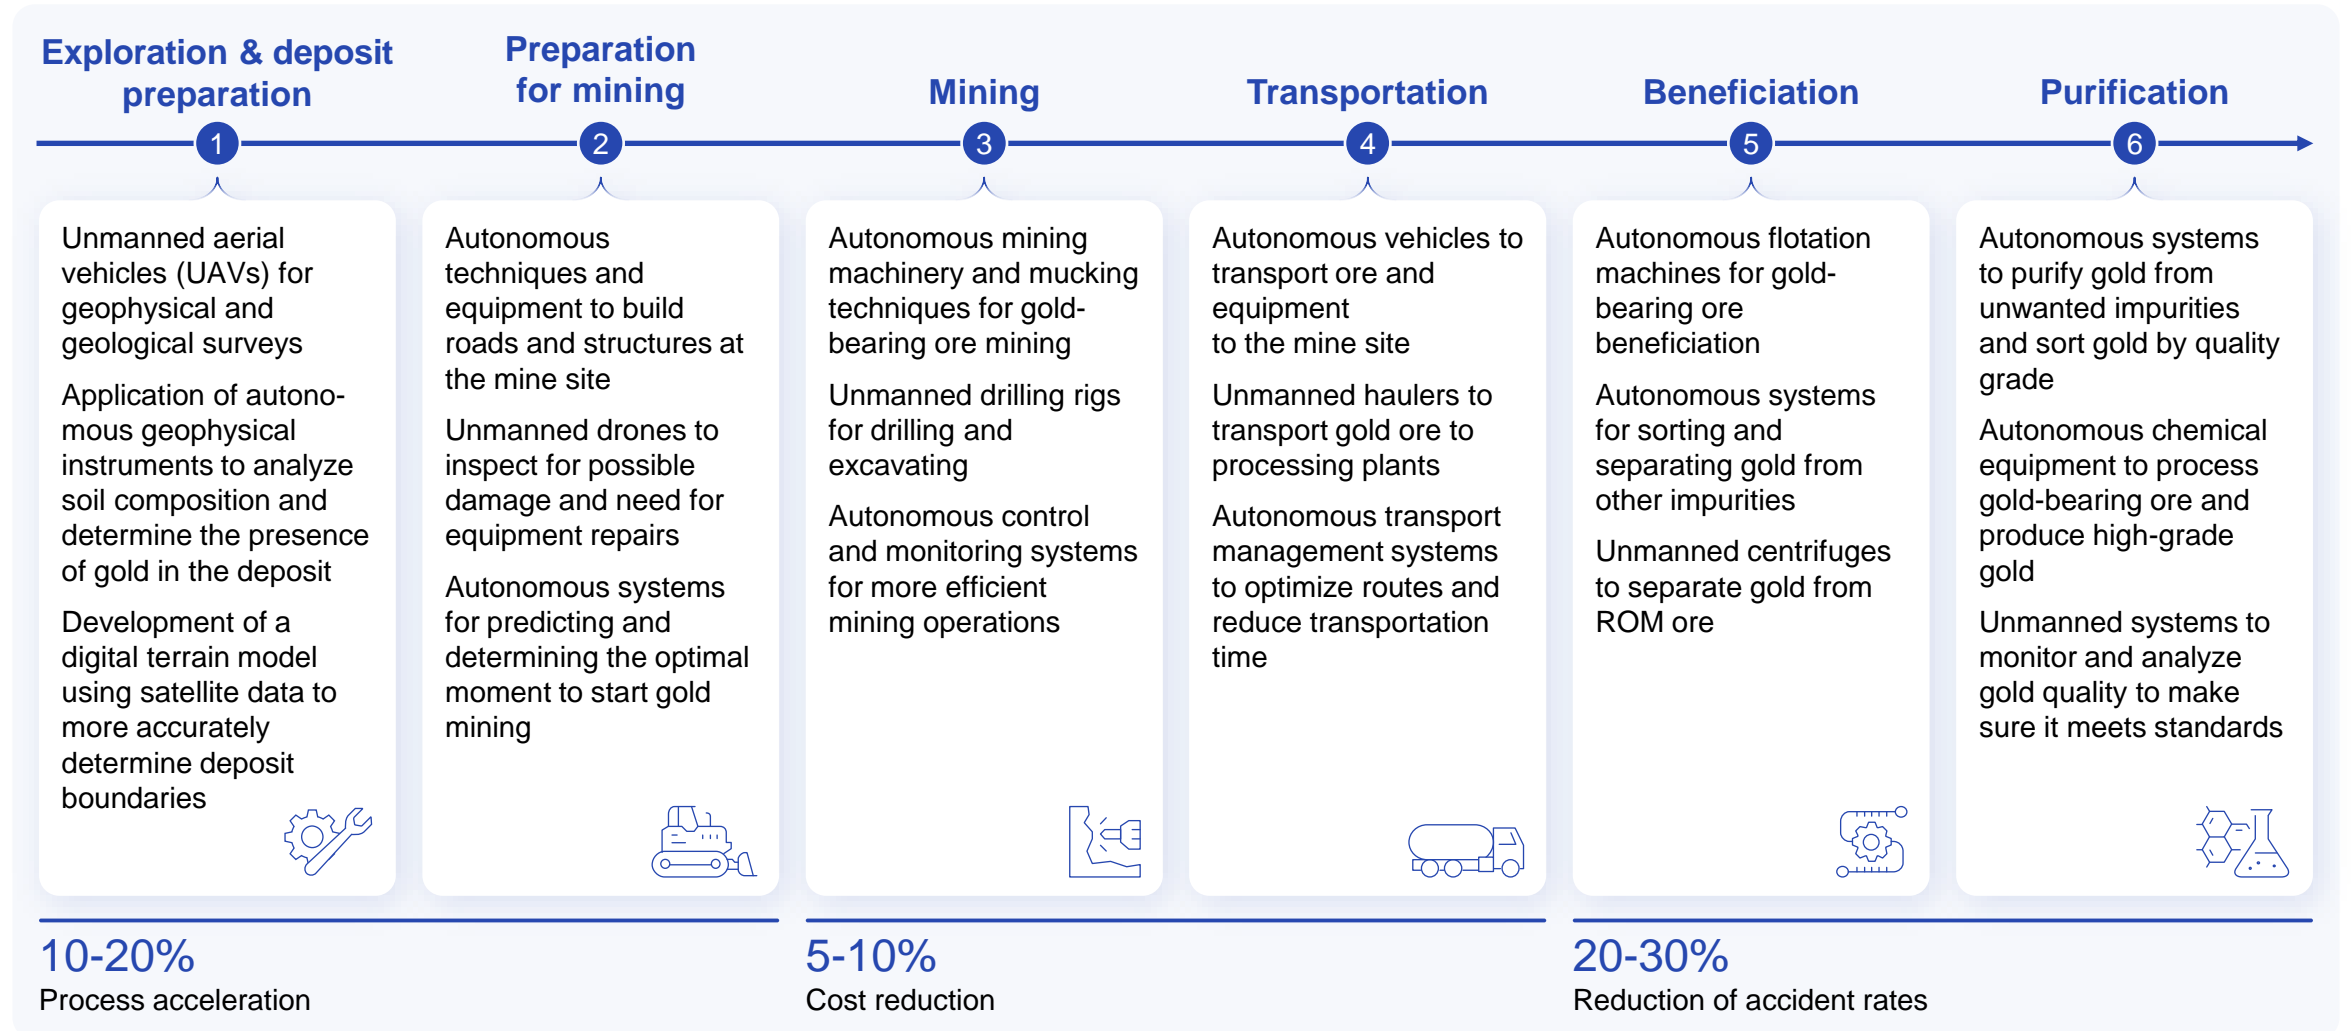 Exploration & deposit
preparation
1
Unmanned aerial
vehicles (UAVs) for
geophysical and
geological surveys
Application of autono-
mous geophysical
instruments to analyze
soil composition and
determine the presence
of gold in the deposit
Development of a
digital terrain model
using satellite data to
more accurately
determine deposit
boundaries
Preparation
for mining
2
Autonomous
techniques and
equipment to build
roads and structures at
the mine site
Unmanned drones to
inspect for possible
damage and need for
equipment repairs
Autonomous systems
for predicting and
determining the optimal
moment to start gold
mining
Mining
3
Autonomous mining
machinery and mucking
techniques for gold-
bearing ore mining
Unmanned drilling rigs
for drilling and
excavating
Autonomous control
and monitoring systems
for more efficient
mining operations
Transportation
4
Autonomous vehicles to
transport ore and
equipment
to the mine site
Unmanned haulers to
transport gold ore to
processing plants
Autonomous transport
management systems
to optimize routes and
reduce transportation
time
Beneficiation
5
Autonomous flotation
machines for gold-
bearing ore
beneficiation
Autonomous systems
for sorting and
separating gold from
other impurities
Unmanned centrifuges
to separate gold from
ROM ore
Purification
6
Autonomous systems
to purify gold from
unwanted impurities
and sort gold by quality
grade
Autonomous chemical
equipment to process
gold-bearing ore and
produce high-grade
gold
Unmanned systems to
monitor and analyze
gold quality to make
sure it meets standards
10-20%
Process acceleration
5-10%
Cost reduction
20-30%
Reduction of accident rates